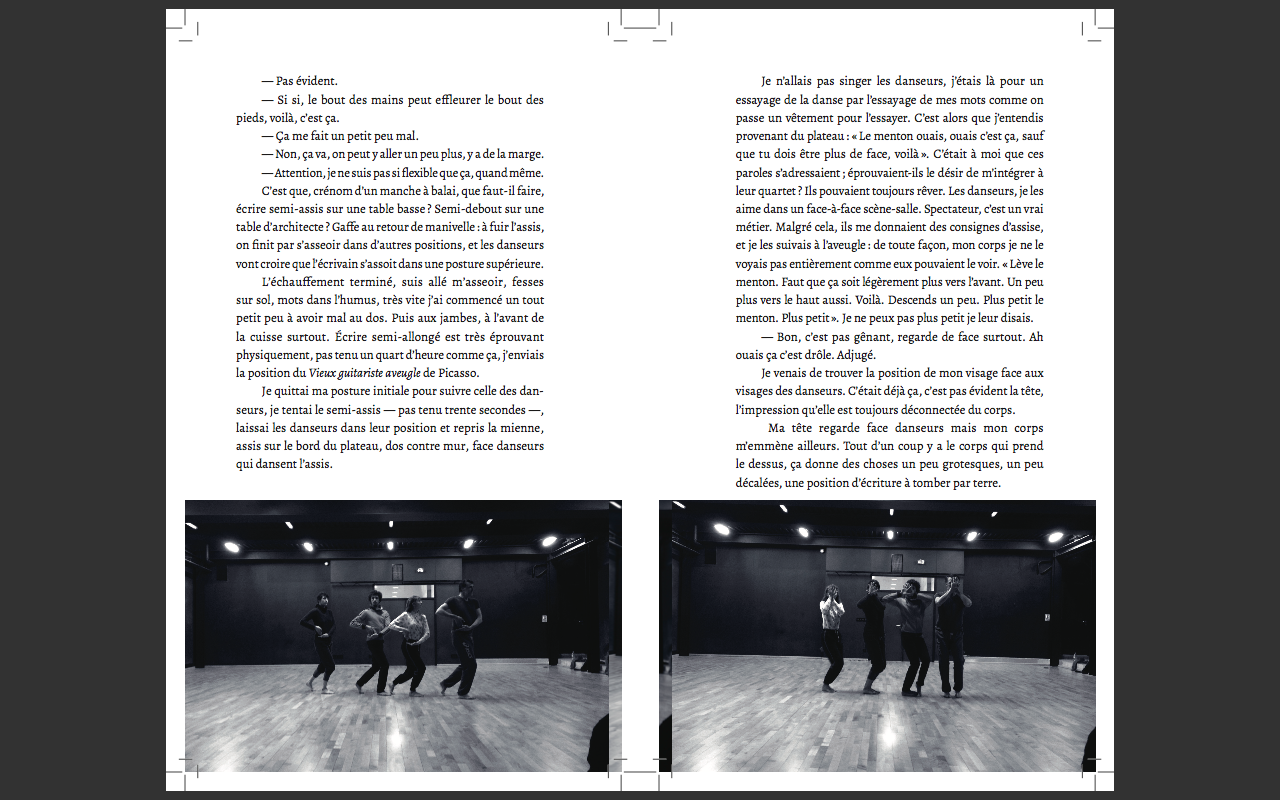 — Pas évident.
— Si si, le bout des mains peut effleurer le bout des
pieds, voilà, c’est ça.
— Ça me fait un petit peu mal.
— Non, ça va, on peut y aller un peu plus, y a de la marge.
— Attention, je ne suis pas si flexible que ça, quand même.
C’est que, crénom d’un manche à balai, que faut-il faire,
écrire semi-assis sur une table basse ? Semi-debout sur une
table d’architecte ? Gaffe au retour de manivelle : à fuir l’assis,
on finit par s’asseoir dans d’autres positions, et les danseurs
vont croire que l’écrivain s’assoit dans une posture supérieure.
L’échauffement terminé, suis allé m’asseoir, fesses
sur sol, mots dans l’humus, très vite j’ai commencé un tout
petit peu à avoir mal au dos. Puis aux jambes, à l’avant de
la cuisse surtout. Écrire semi-allongé est très éprouvant
physiquement, pas tenu un quart d’heure comme ça, j’enviais
la position du Vieux guitariste aveugle de Picasso.
Je quittai ma posture initiale pour suivre celle des dan-
seurs, je tentai le semi-assis — pas tenu trente secondes —,
laissai les danseurs dans leur position et repris la mienne,
assis sur le bord du plateau, dos contre mur, face danseurs
qui dansent l’assis.
Je n’allais pas singer les danseurs, j’étais là pour un
essayage de la danse par l’essayage de mes mots comme on
passe un vêtement pour l’essayer. C’est alors que j’entendis
provenant du plateau : « Le menton ouais, ouais c’est ça, sauf
que tu dois être plus de face, voilà ». C’était à moi que ces
paroles s’adressaient ; éprouvaient-ils le désir de m’intégrer à
leur quartet ? Ils pouvaient toujours rêver. Les danseurs, je les
aime dans un face-à-face scène-salle. Spectateur, c’est un vrai
métier. Malgré cela, ils me donnaient des consignes d’assise,
et je les suivais à l’aveugle : de toute façon, mon corps je ne le
voyais pas entièrement comme eux pouvaient le voir. « Lève le
menton. Faut que ça soit légèrement plus vers l’avant. Un peu
plus vers le haut aussi. Voilà. Descends un peu. Plus petit le
menton. Plus petit ». Je ne peux pas plus petit je leur disais.
— Bon, c’est pas gênant, regarde de face surtout. Ah
ouais ça c’est drôle. Adjugé.
Je venais de trouver la position de mon visage face aux
visages des danseurs. C’était déjà ça, c’est pas évident la tête,
l’impression qu’elle est toujours déconnectée du corps.
Ma tête regarde face danseurs mais mon corps
m’emmène ailleurs. Tout d’un coup y a le corps qui prend
le dessus, ça donne des choses un peu grotesques, un peu
décalées, une position d’écriture à tomber par terre.